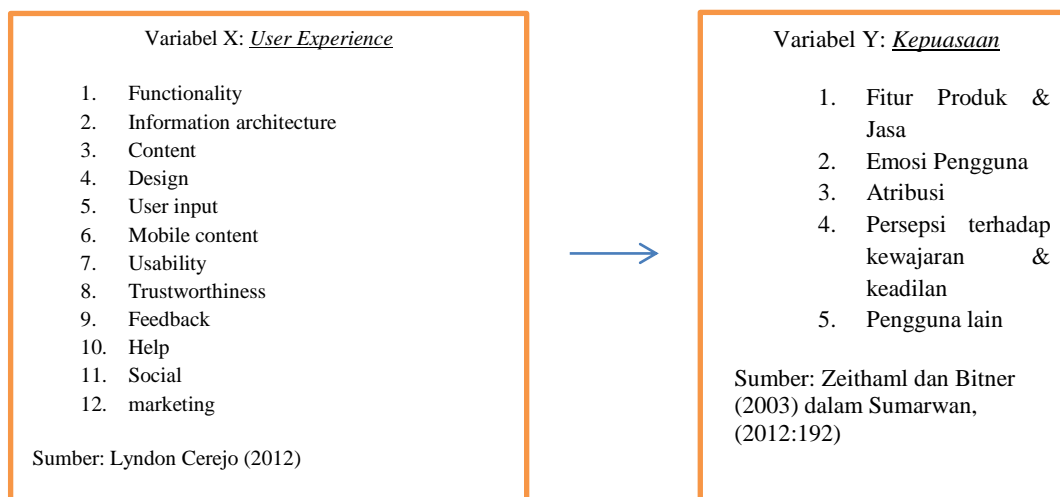 Variabel X: User Experience
1. Functionality
2. Information architecture
3. Content
4. Design
5. User input
6. Mobile content
7. Usability
8. Trustworthiness
9. Feedback
10. Help
11. Social
12. marketing
Sumber: Lyndon Cerejo (2012)
Variabel Y: Kepuasaan
1. Fitur Produk &
Jasa
2. Emosi Pengguna
3. Atribusi
4. Persepsi terhadap
kewajaran &
keadilan
5. Pengguna lain
Sumber: Zeithaml dan Bitner
(2003) dalam Sumarwan,
(2012:192)